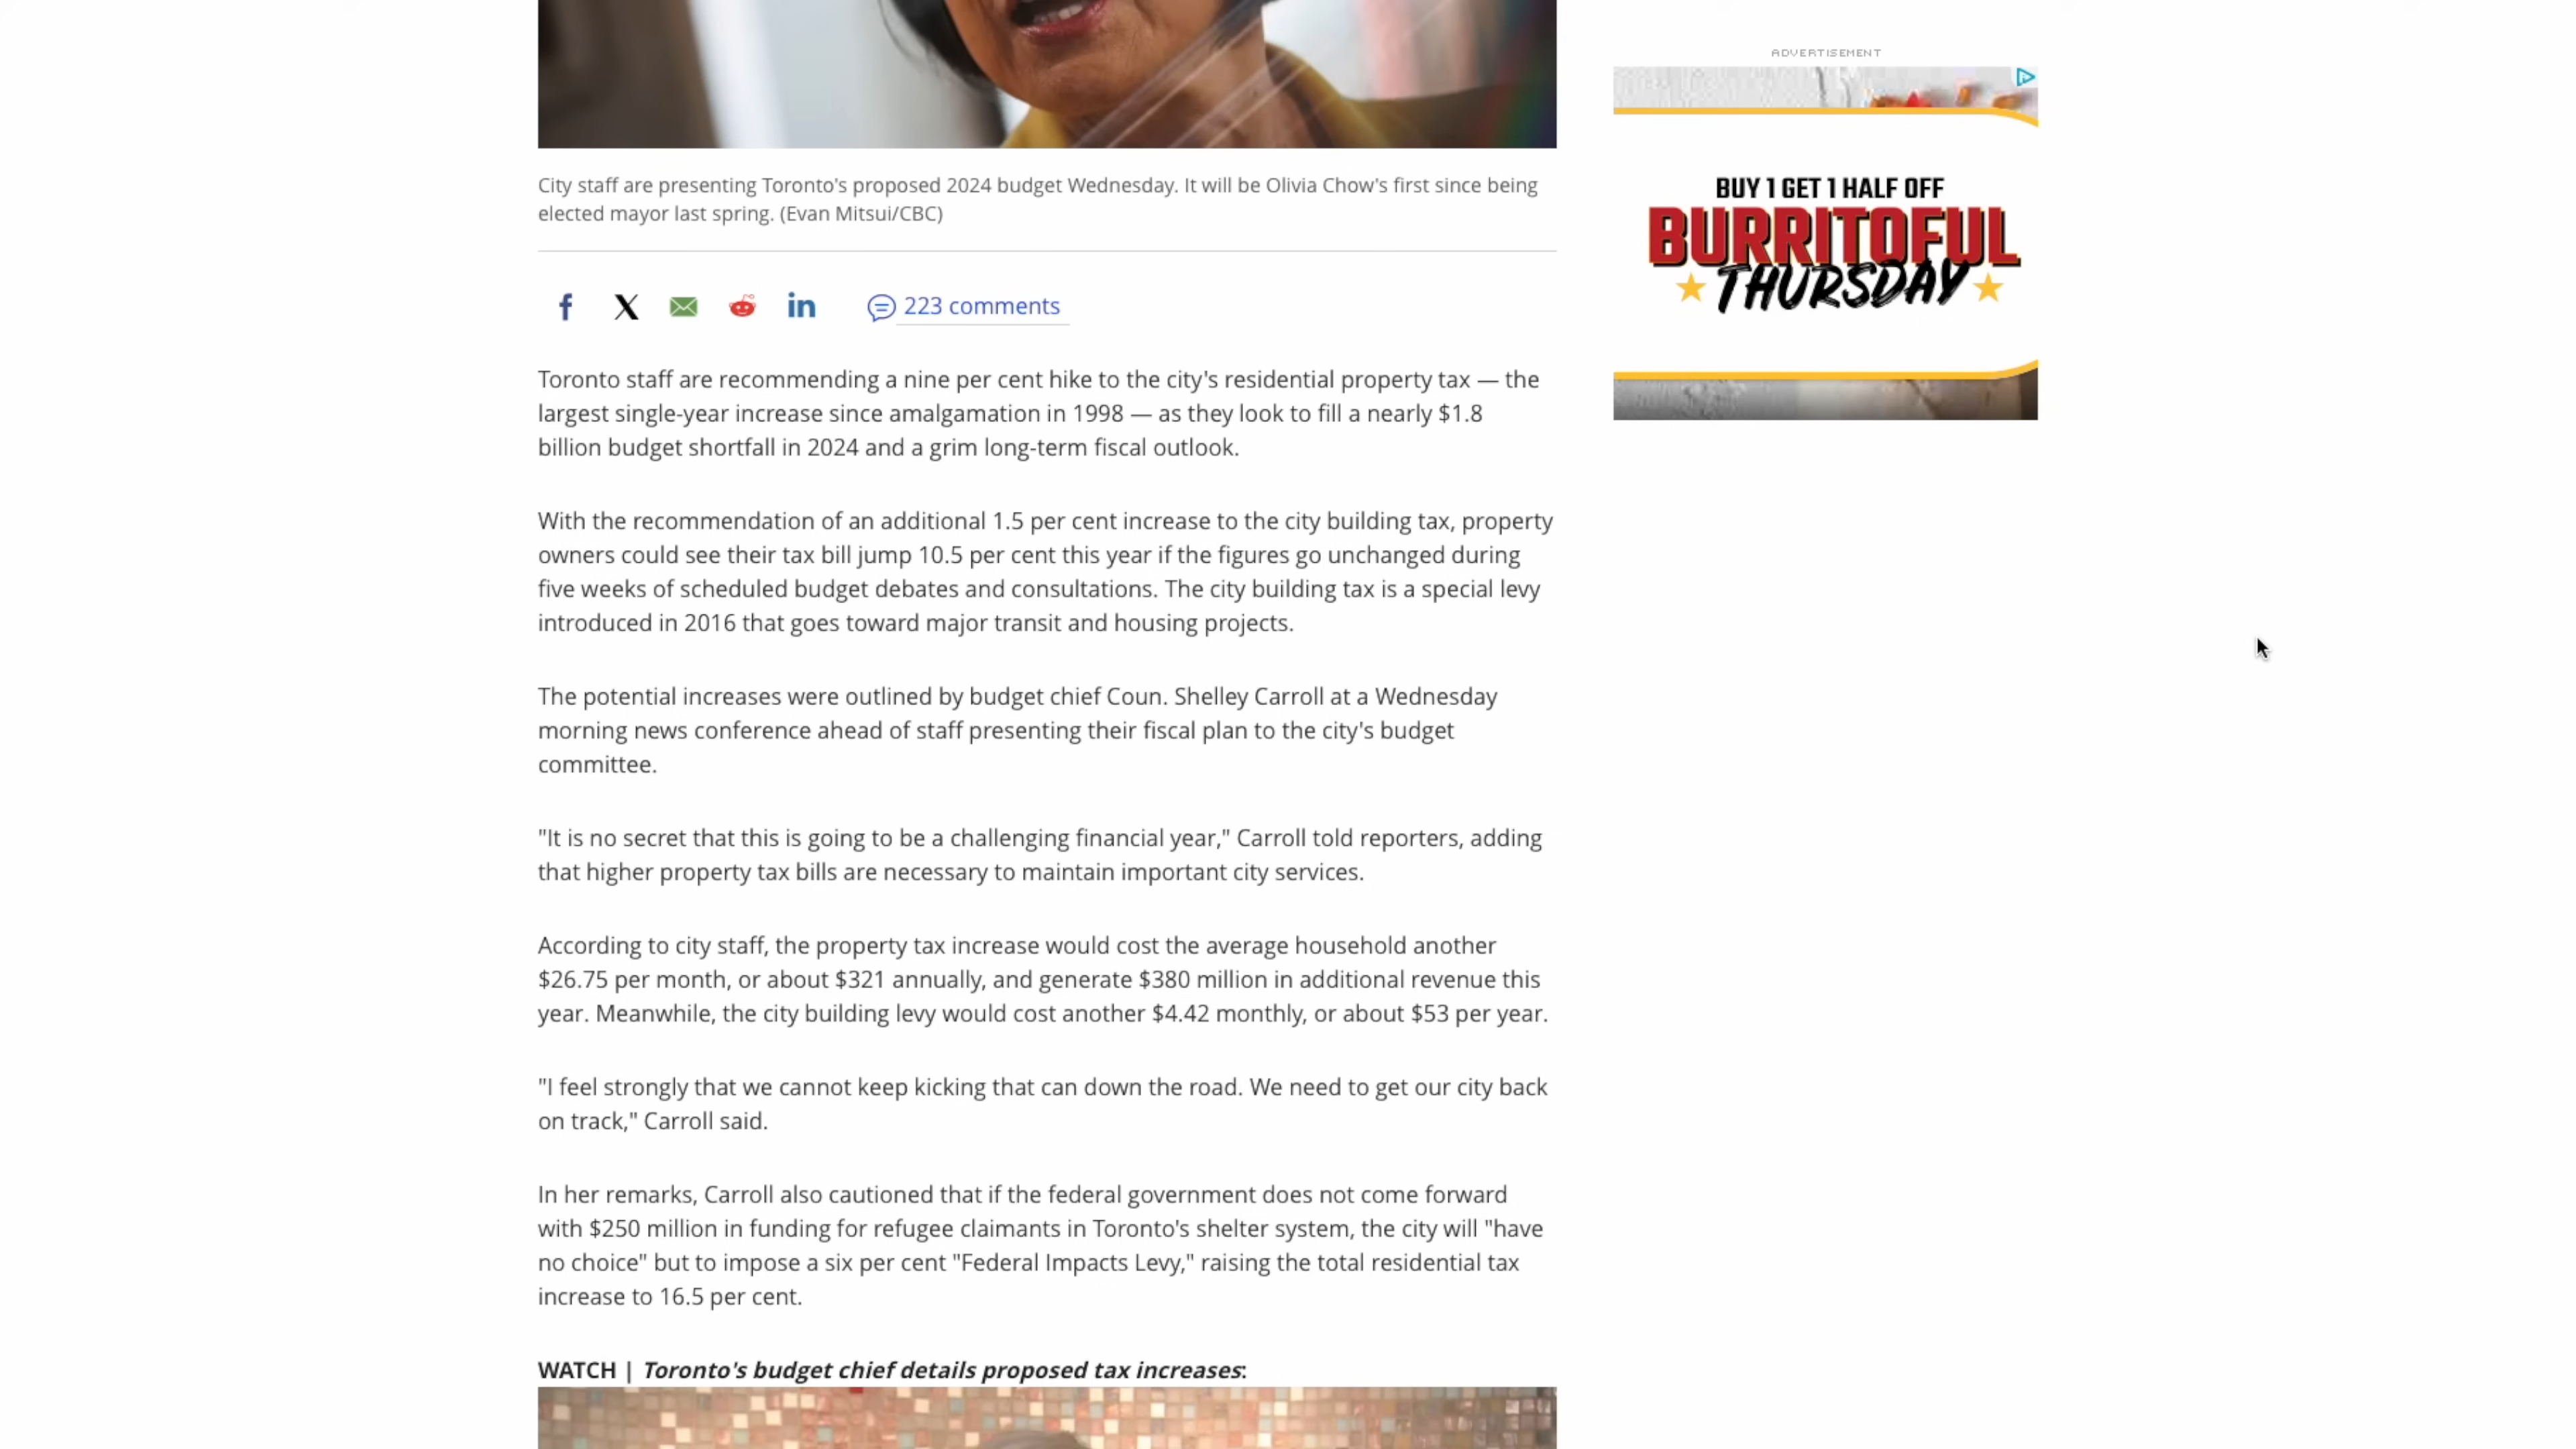 ADVERTISEMENT
BUY 1 GET 1 HALF OFF
BURRITOFUL
THURSDAY
City staff are presenting Toronto's proposed 2024 budget Wednesday. It will be Olivia Chow's first since being
elected mayor last spring. (Evan Mitsui/CBC)
223 comments
Toronto staff are recommending a nine per cent hike to the city's residential property tax — the
largest single-year increase since amalgamation in 1998 — as they look to fill a nearly $1.8
billion budget shortfall in 2024 and a grim long-term fiscal outlook.
With the recommendation of an additional 1.5 per cent increase to the city building tax, property
owners could see their tax bill jump 10.5 per cent this year if the figures go unchanged during
five weeks of scheduled budget debates and consultations. The city building tax is a special levy
introduced in 2016 that goes toward major transit and housing projects.
The potential increases were outlined by budget chief Coun. Shelley Carroll at a Wednesday
morning news conference ahead of staff presenting their fiscal plan to the city's budget
committee.
"It is no secret that this is going to be a challenging financial year," Carroll told reporters, adding
that higher property tax bills are necessary to maintain important city services.
According to city staff, the property tax increase would cost the average household another
$26.75 per month, or about $321 annually, and generate $380 million in additional revenue this
year. Meanwhile, the city building levy would cost another $4.42 monthly, or about $53 per year.
"I feel strongly that we cannot keep kicking that can down the road. We need to get our city back
on track," Carroll said.
In her remarks, Carroll also cautioned that if the federal government does not come forward
with $250 million in funding for refugee claimants in Toronto's shelter system, the city will "have
no choice" but to impose a six per cent "Federal Impacts Levy," raising the total residential tax
increase to 16.5 per cent.
WATCH | Toronto's budget chief details proposed tax increases: